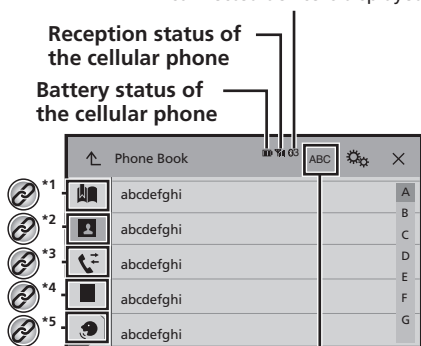 Reception status of
the cellular phone
Battery status of
the cellular phone
Phone Book 03 ABC
*1 abcdefghi A
B
*2 abcdefghi C
*3 abcdefghi D
E
*4 abcdefghi F
*5 abcdefghi G